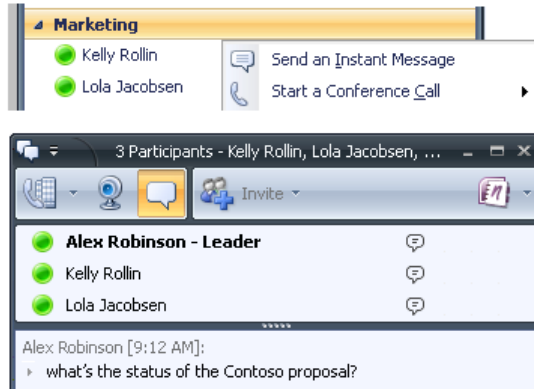 Marketing
Kelly Rollin
Send an Instant Message
Lola Jacobsen
Start a Conference Call
3 Participants - Kelly Rollin, Lola Jacobsen, ...
Invite
Alex Robinson - Leader
Kelly Rollin
Lola Jacobsen
Alex Robinson [9:12 AM]:
what's the status of the Contoso proposal?